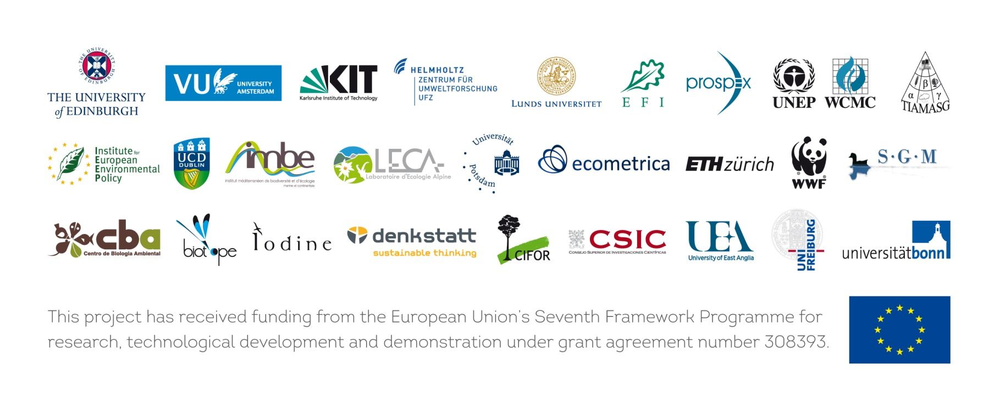 THE UNIVERSITY OF EDINBURGH
THE UNIVERSITY
of EDINBURGH
VU
UNIVERSITY
AMSTERDAM
KIT
Karlsruhe Institute of Technology
HELMHOLTZ
ZENTRUM FÜR
UMWELTFORSCHUNG
UFZ
LUNDS UNIVERSITET
EFI
prospex
UNEP
WCMC
α β γ
TIAMASG
Institute for
European
Environmental
Policy
UCD
DUBLIN
imbe
institut méditerranéen de biodiversité et d'écologie
marine et continentale
LECA
Laboratoire d'Ecologie Alpine
Universität
Potsdam
ecometrica
ETH zürich
WWF
S·G·M
cba
Centro de Biologia Ambiental
biotope
Iodine
denkstatt
sustainable thinking
CIFOR
CSIC
CONSEJO SUPERIOR DE INVESTIGACIONES CIENTÍFICAS
UEA
University of East Anglia
UNI
FREIBURG
universitätbonn
This project has received funding from the European Union's Seventh Framework Programme for
research, technological development and demonstration under grant agreement number 308393.